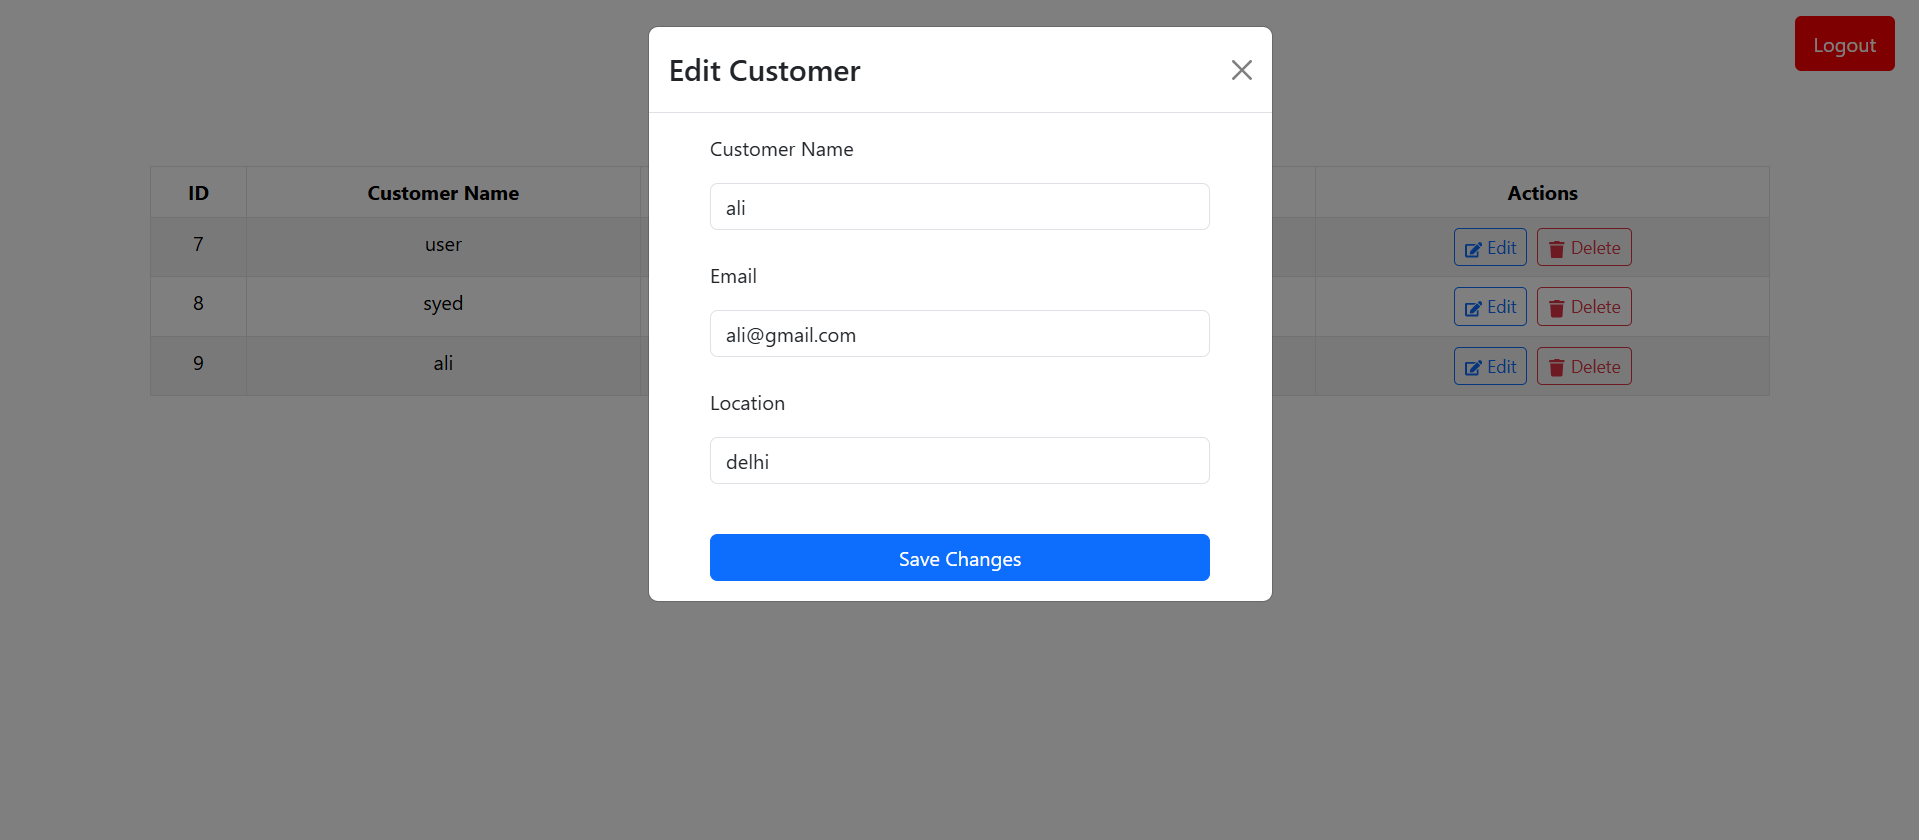 Logout
Edit Customer
Customer Name
ali
Email
ali@gmail.com
Location
delhi
Save Changes
ID Customer Name Actions
7 user Edit Delete
8 syed Edit Delete
9 ali Edit Delete